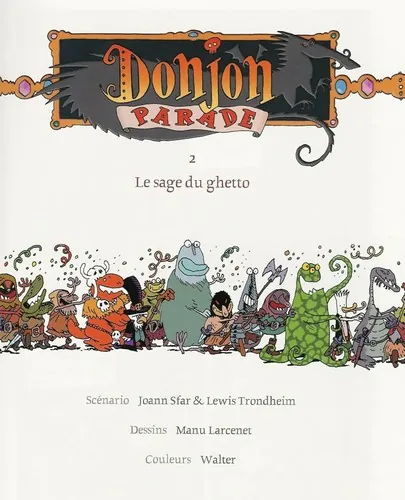 Donjon
PARADE
2
Le sage du ghetto
Scénario Joann Sfar & Lewis Trondheim
Dessins Manu Larcenet
Couleurs Walter